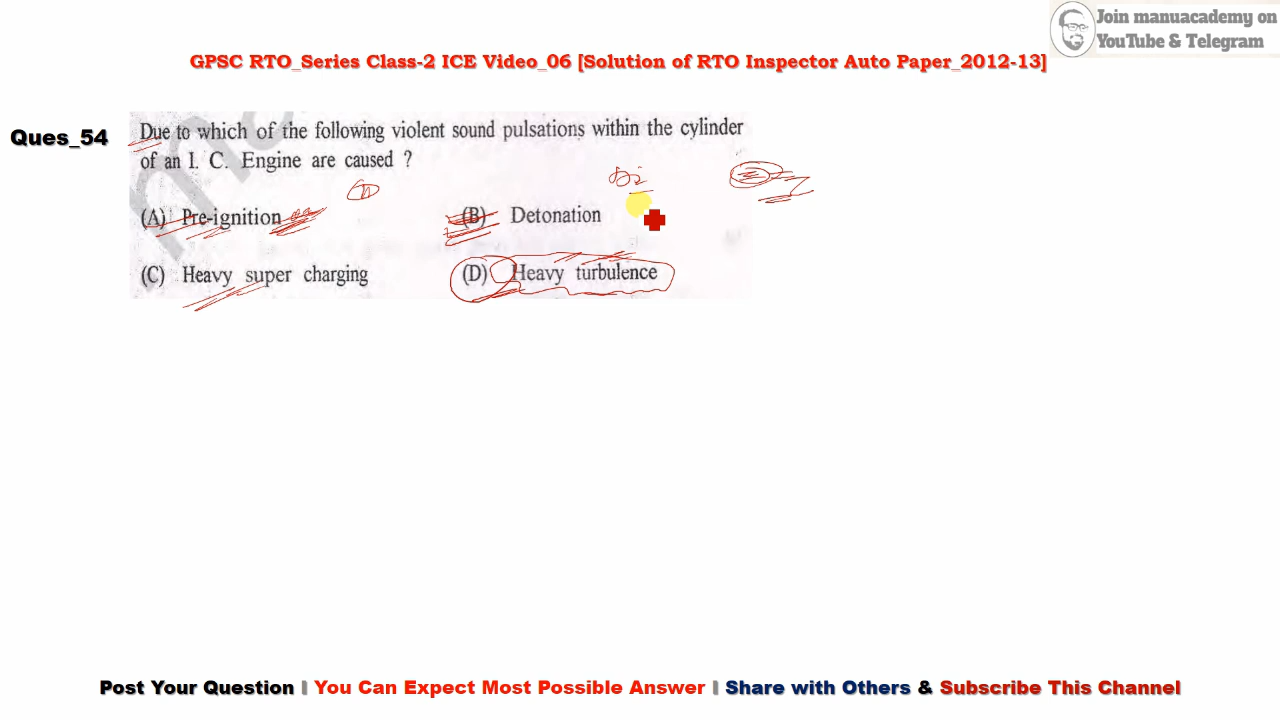 Join manuacademy on
YouTube & Telegram
GPSC RTO_Series Class-2 ICE Video_06 [Solution of RTO Inspector Auto Paper_2012-13]
Ques_54
Due to which of the following violent sound pulsations within the cylinder
of an I. C. Engine are caused ?
(A) Pre-ignition
(B) Detonation
(C) Heavy super charging
(D) Heavy turbulence
Post Your Question | You Can Expect Most Possible Answer | Share with Others & Subscribe This Channel